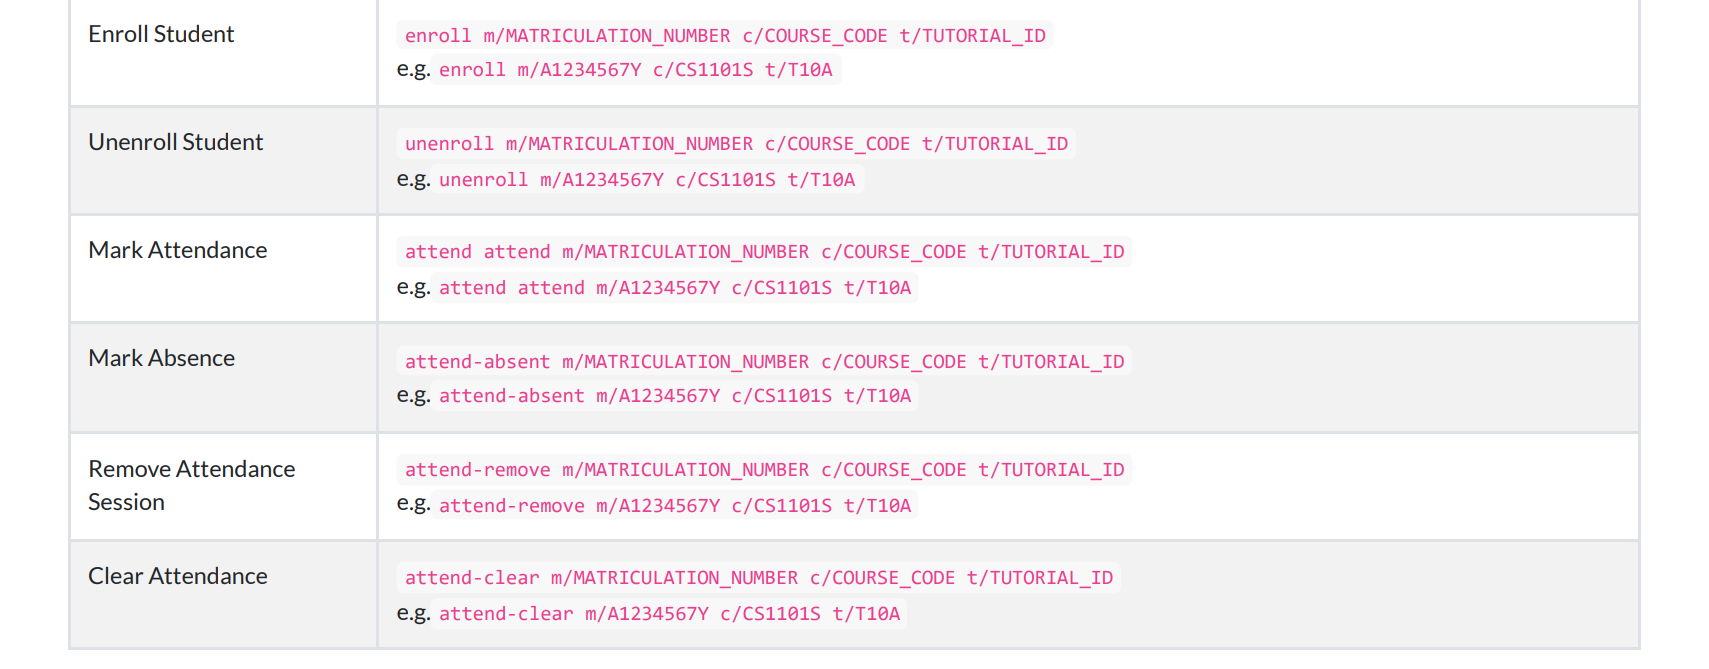 Enroll Student
enroll m/MATRICULATION_NUMBER c/COURSE_CODE t/TUTORIAL_ID
e.g. enroll m/A1234567Y c/CS1101S t/T10A
Unenroll Student
unenroll m/MATRICULATION_NUMBER c/COURSE_CODE t/TUTORIAL_ID
e.g. unenroll m/A1234567Y c/CS1101S t/T10A
Mark Attendance
attend attend m/MATRICULATION_NUMBER c/COURSE_CODE t/TUTORIAL_ID
e.g. attend attend m/A1234567Y c/CS1101S t/T10A
Mark Absence
attend-absent m/MATRICULATION_NUMBER c/COURSE_CODE t/TUTORIAL_ID
e.g. attend-absent m/A1234567Y c/CS1101S t/T10A
Remove Attendance
Session
attend-remove m/MATRICULATION_NUMBER c/COURSE_CODE t/TUTORIAL_ID
e.g. attend-remove m/A1234567Y c/CS1101S t/T10A
Clear Attendance
attend-clear m/MATRICULATION_NUMBER c/COURSE_CODE t/TUTORIAL_ID
e.g. attend-clear m/A1234567Y c/CS1101S t/T10A